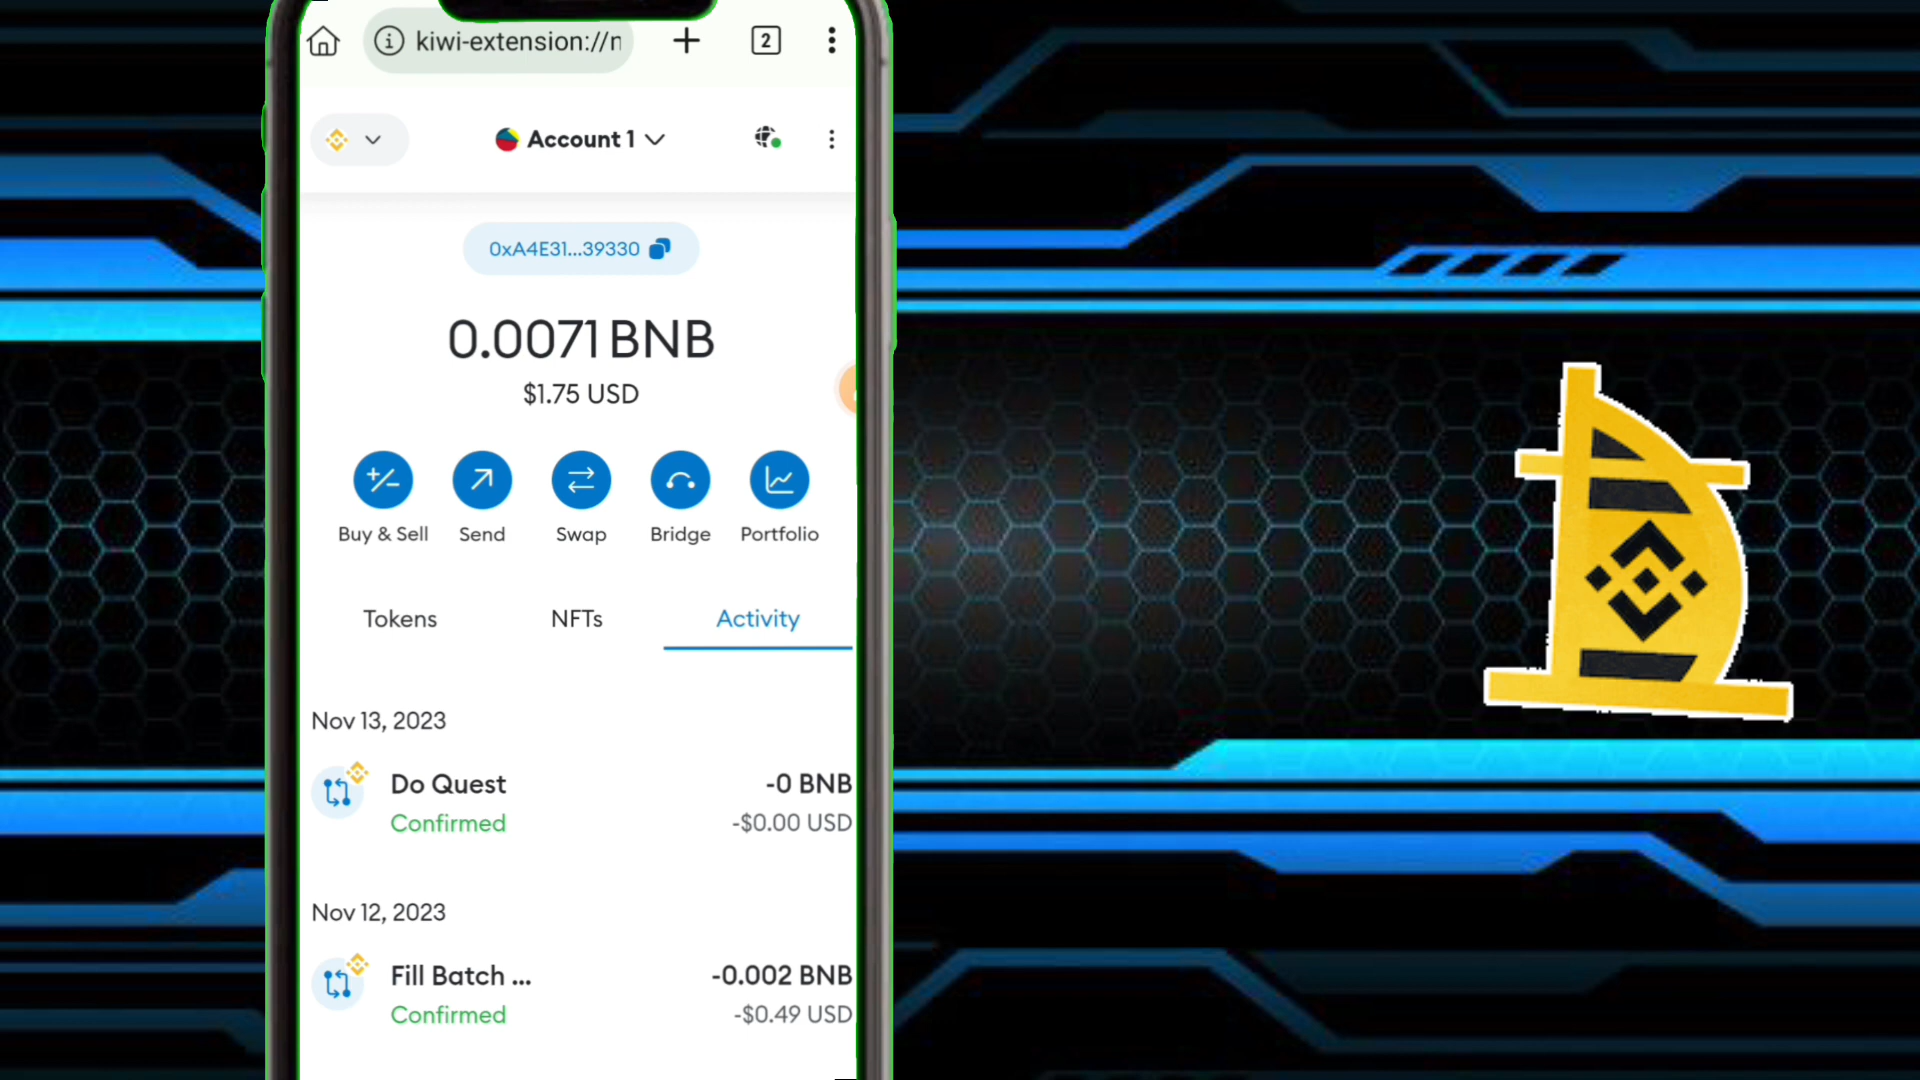 kiwi-extension://n
2
Account 1
0xA4E31...39330
0.0071 BNB
$1.75 USD
Buy & Sell
Send
Swap
Bridge
Portfolio
Tokens
NFTs
Activity
Nov 13, 2023
Do Quest
-0 BNB
Confirmed
-$0.00 USD
Nov 12, 2023
Fill Batch ...
-0.002 BNB
Confirmed
-$0.49 USD